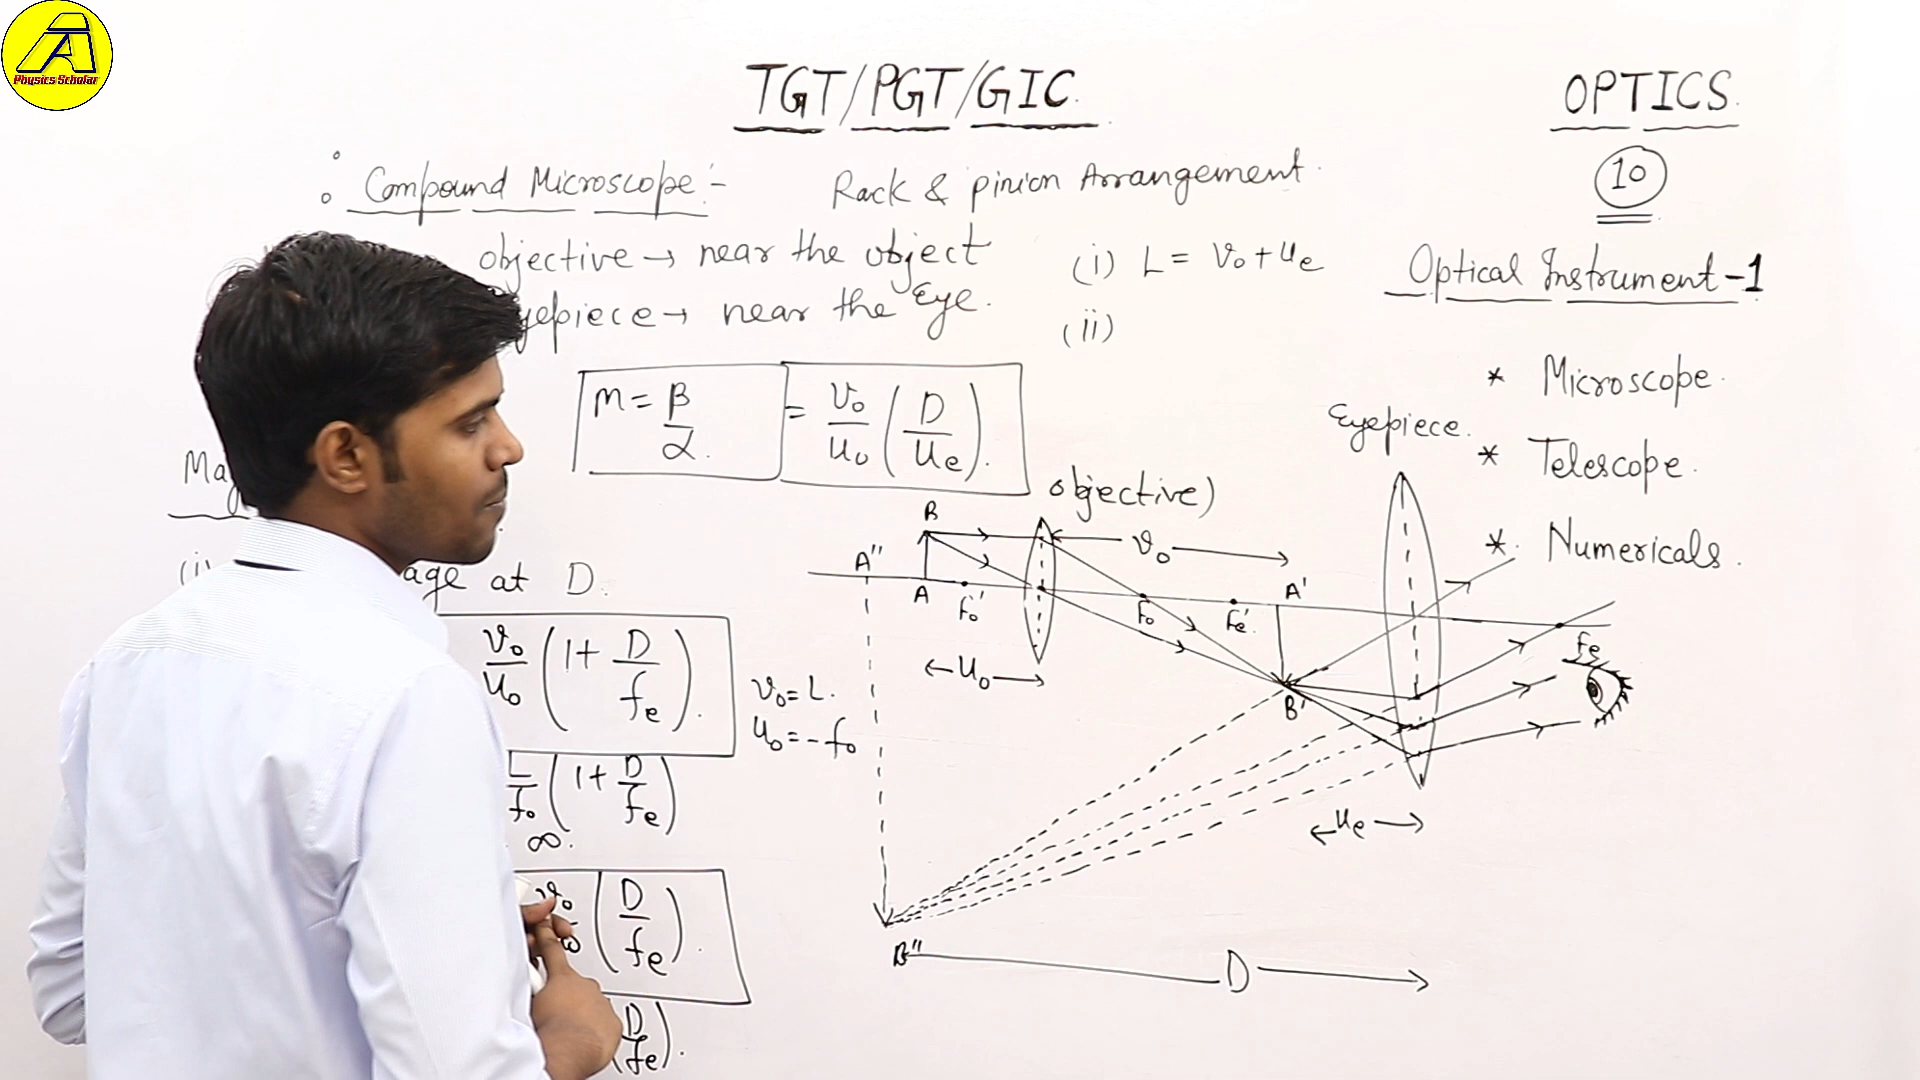 A
Physics Scholar
TGT/PGT/GIC
OPTICS
10
Compound Microscope:-
Rack & pinion Arrangement
objective → near the object
eyepiece → near the Eye.
(i) L = v₀ + uₑ
(ii)
Optical Instrument-1
* Microscope
* Telescope
* Numericals
m = β/α = v₀/u₀ (D/uₑ).
at D.
v₀/u₀ (1 + D/fₑ).
v₀ = L.
u₀ = -f₀
L/f₀ (1 + D/fₑ)
∞.
v₀ (D/fₑ).
D/fₑ).
Eyepiece.
objective)
B
v₀
A"
A
F₀'
F₀
Fₑ'
A'
fₑ
← u₀ →
B'
← uₑ →
B"
D